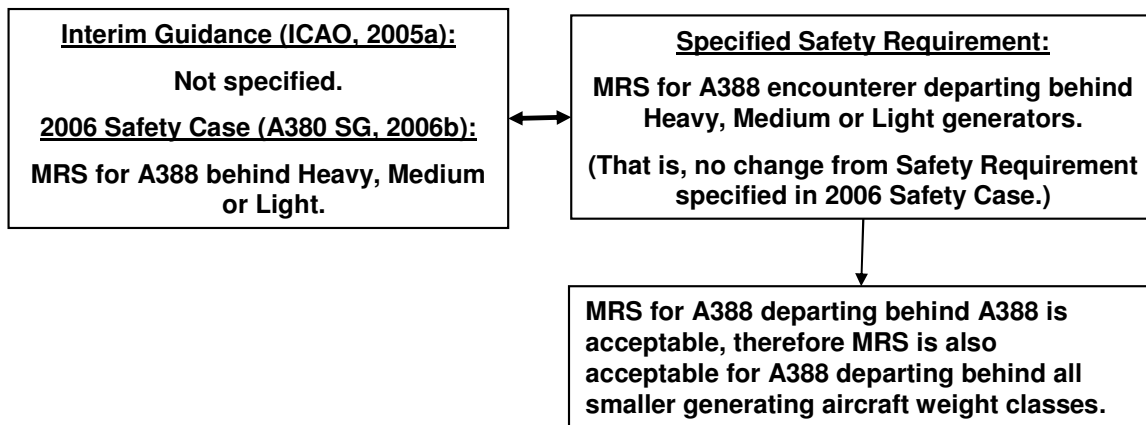 Interim Guidance (ICAO, 2005a):
Not specified.
2006 Safety Case (A380 SG, 2006b):
MRS for A388 behind Heavy, Medium
or Light.
Specified Safety Requirement:
MRS for A388 encounterer departing behind
Heavy, Medium or Light generators.
(That is, no change from Safety Requirement
specified in 2006 Safety Case.)
MRS for A388 departing behind A388 is
acceptable, therefore MRS is also
acceptable for A388 departing behind all
smaller generating aircraft weight classes.